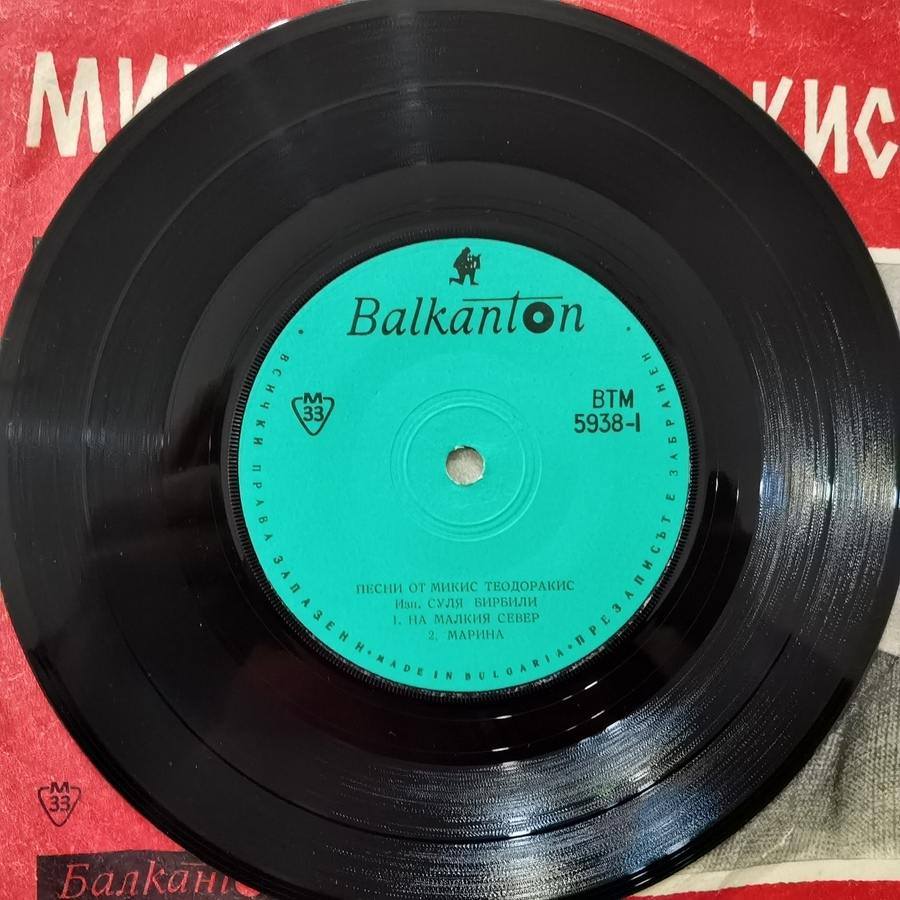 МИ
КИС
Balkanton
M
33
BTM
5938-I
ПЕСНИ ОТ МИКИС ТЕОДОРАКИС
Изп. СУЛЯ БИРБИЛИ
1. НА МАЛКИЯ СЕВЕР
2. МАРИНА
• ВСИЧКИ ПРАВА ЗАПАЗЕНИ • MADE IN BULGARIA • ПРЕЗАПИСЪТ Е ЗАБРАНЕН •
M
33
Балканто